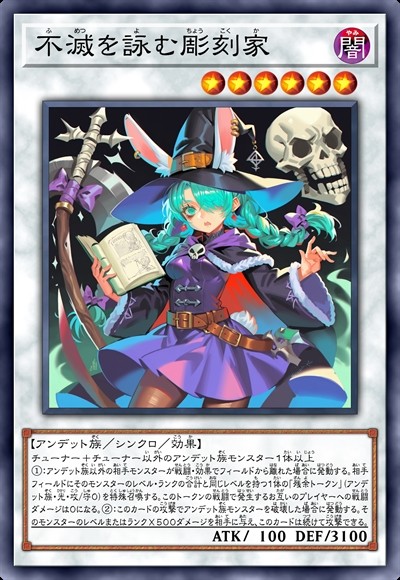 ふめつ よ ちょうこくか
不滅を詠む彫刻家
やみ
闇
【アンデット族／シンクロ／効果】
チューナー＋チューナー以外のアンデット族モンスター1体以上
①：アンデット族以外の相手モンスターが戦闘・効果でフィールドから離れた場合に発動する。相手
フィールドにそのモンスターのレベル・ランクの合計と同じレベルを持つ1体の「残余トークン」(アンデ
ット族・光・攻/守0)を特殊召喚する。このトークンの戦闘で発生するお互いのプレイヤーへの戦闘
ダメージは0になる。②：このカードの攻撃でアンデット族モンスターを破壊した場合に発動する。そ
のモンスターのレベルまたはランク×500ダメージを相手に与え、このカードは続けて攻撃できる。
ATK/ 100 DEF/3100